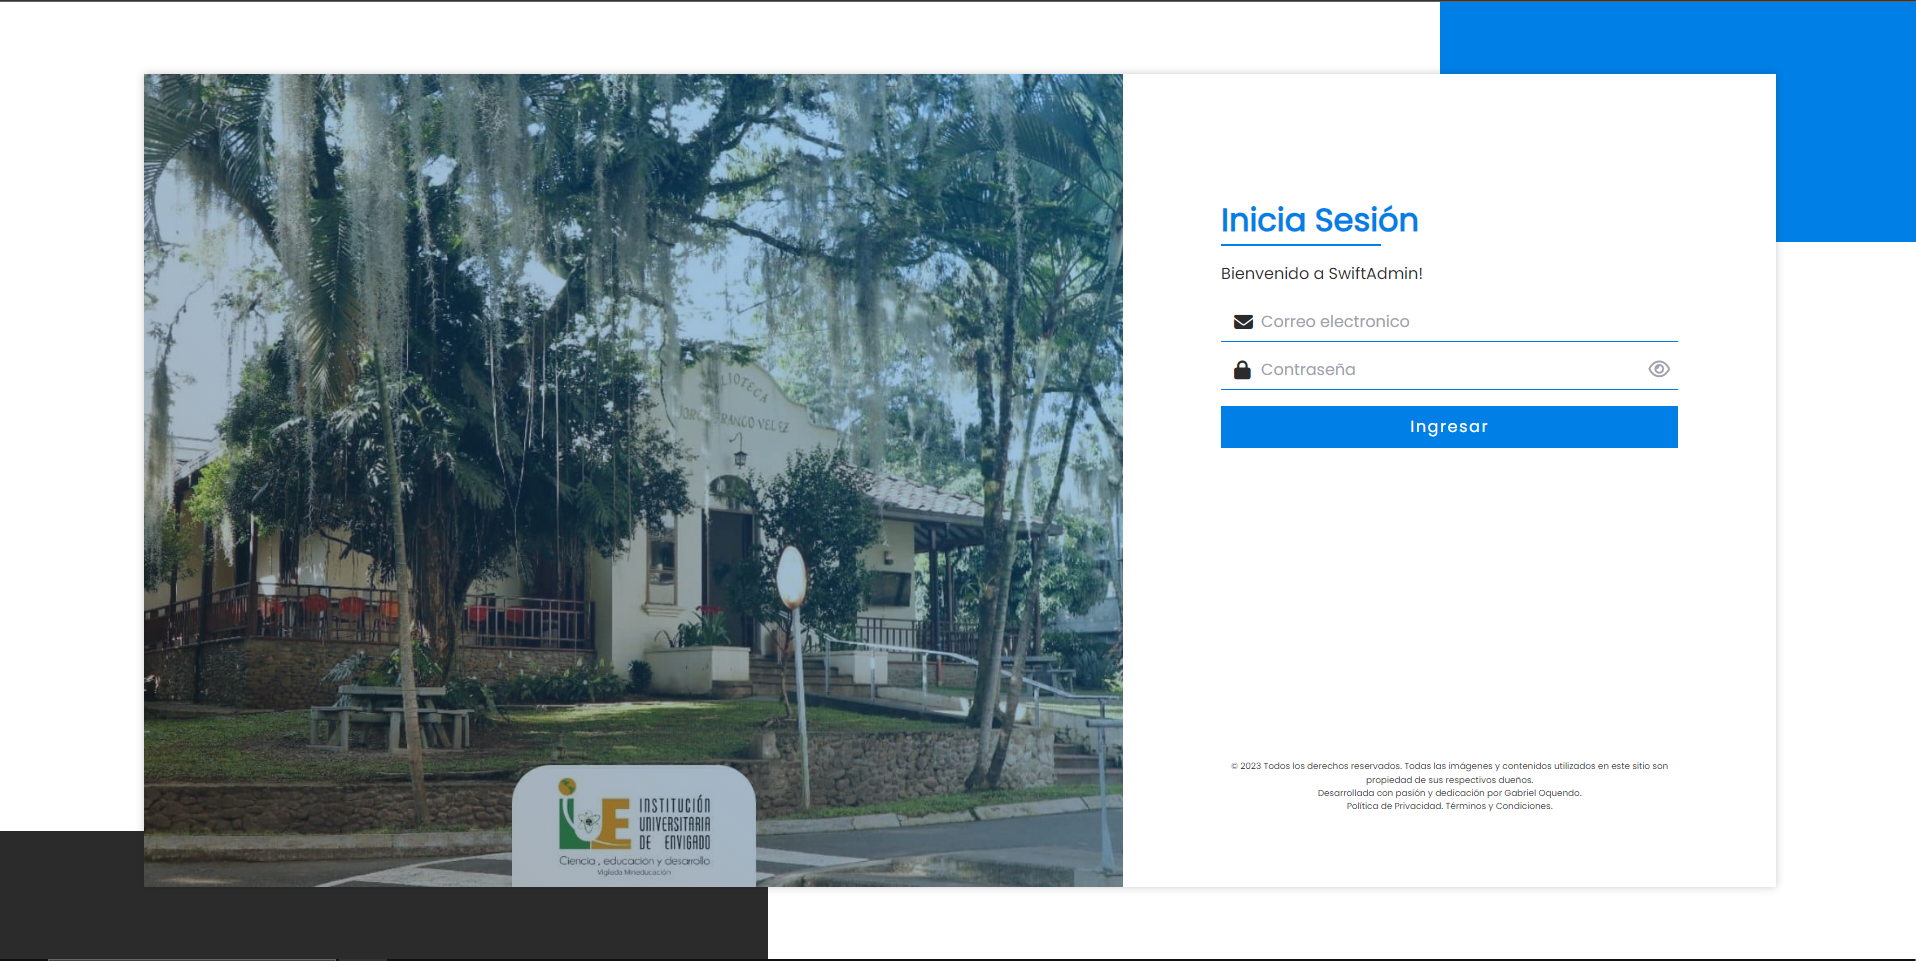 Inicia Sesión
Bienvenido a SwiftAdmin!
Correo electronico
Contraseña
Ingresar
© 2023 Todos los derechos reservados. Todas las imágenes y contenidos utilizados en este sitio son
propiedad de sus respectivos dueños.
Desarrollada con pasión y dedicación por Gabriel Oquendo.
Política de Privacidad. Términos y Condiciones.
LIOTECA
JORGE FRANCO VELEZ
iUE
INSTITUCIÓN
UNIVERSITARIA
DE ENVIGADO
Ciencia , educación y desarrollo
Vigilada Mineducación